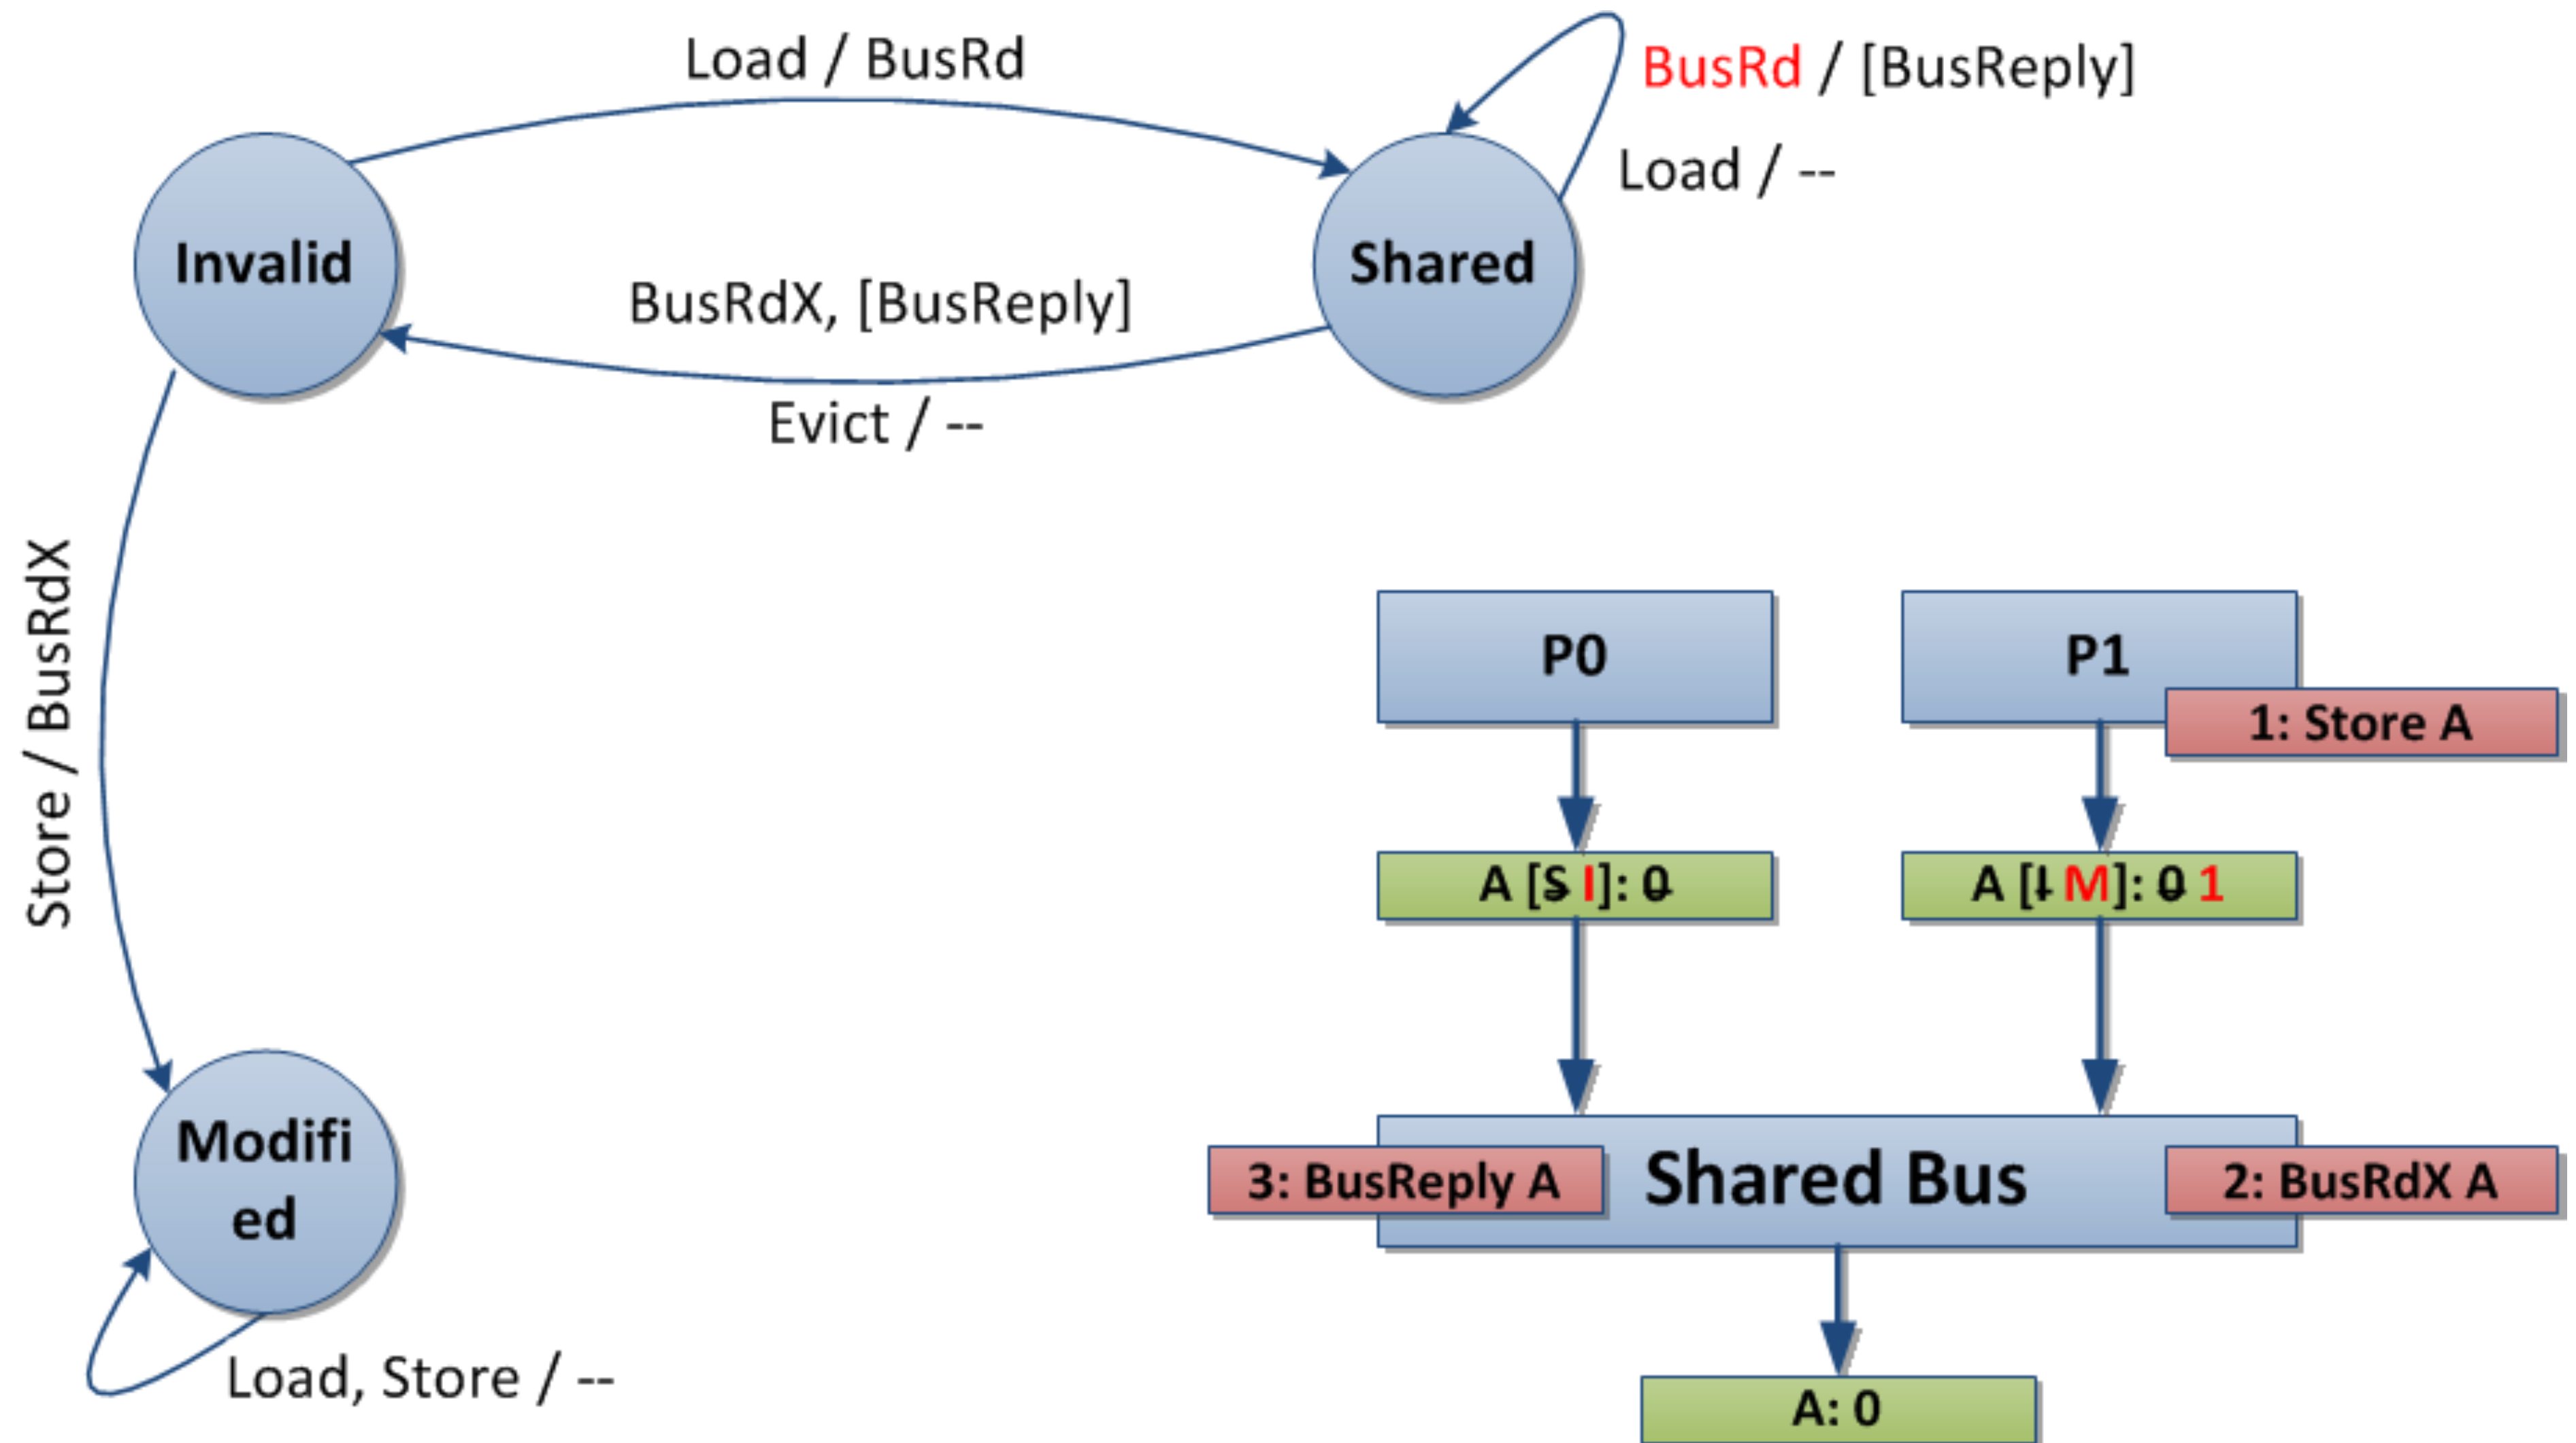 Load / BusRd
BusRd / [BusReply]
Load / --
Invalid
Shared
BusRdX, [BusReply]
Evict / --
Store / BusRdX
P0
P1
1: Store A
A [S I]: 0
A [I M]: 0 1
Modifi
ed
3: BusReply A
Shared Bus
2: BusRdX A
Load, Store / --
A: 0